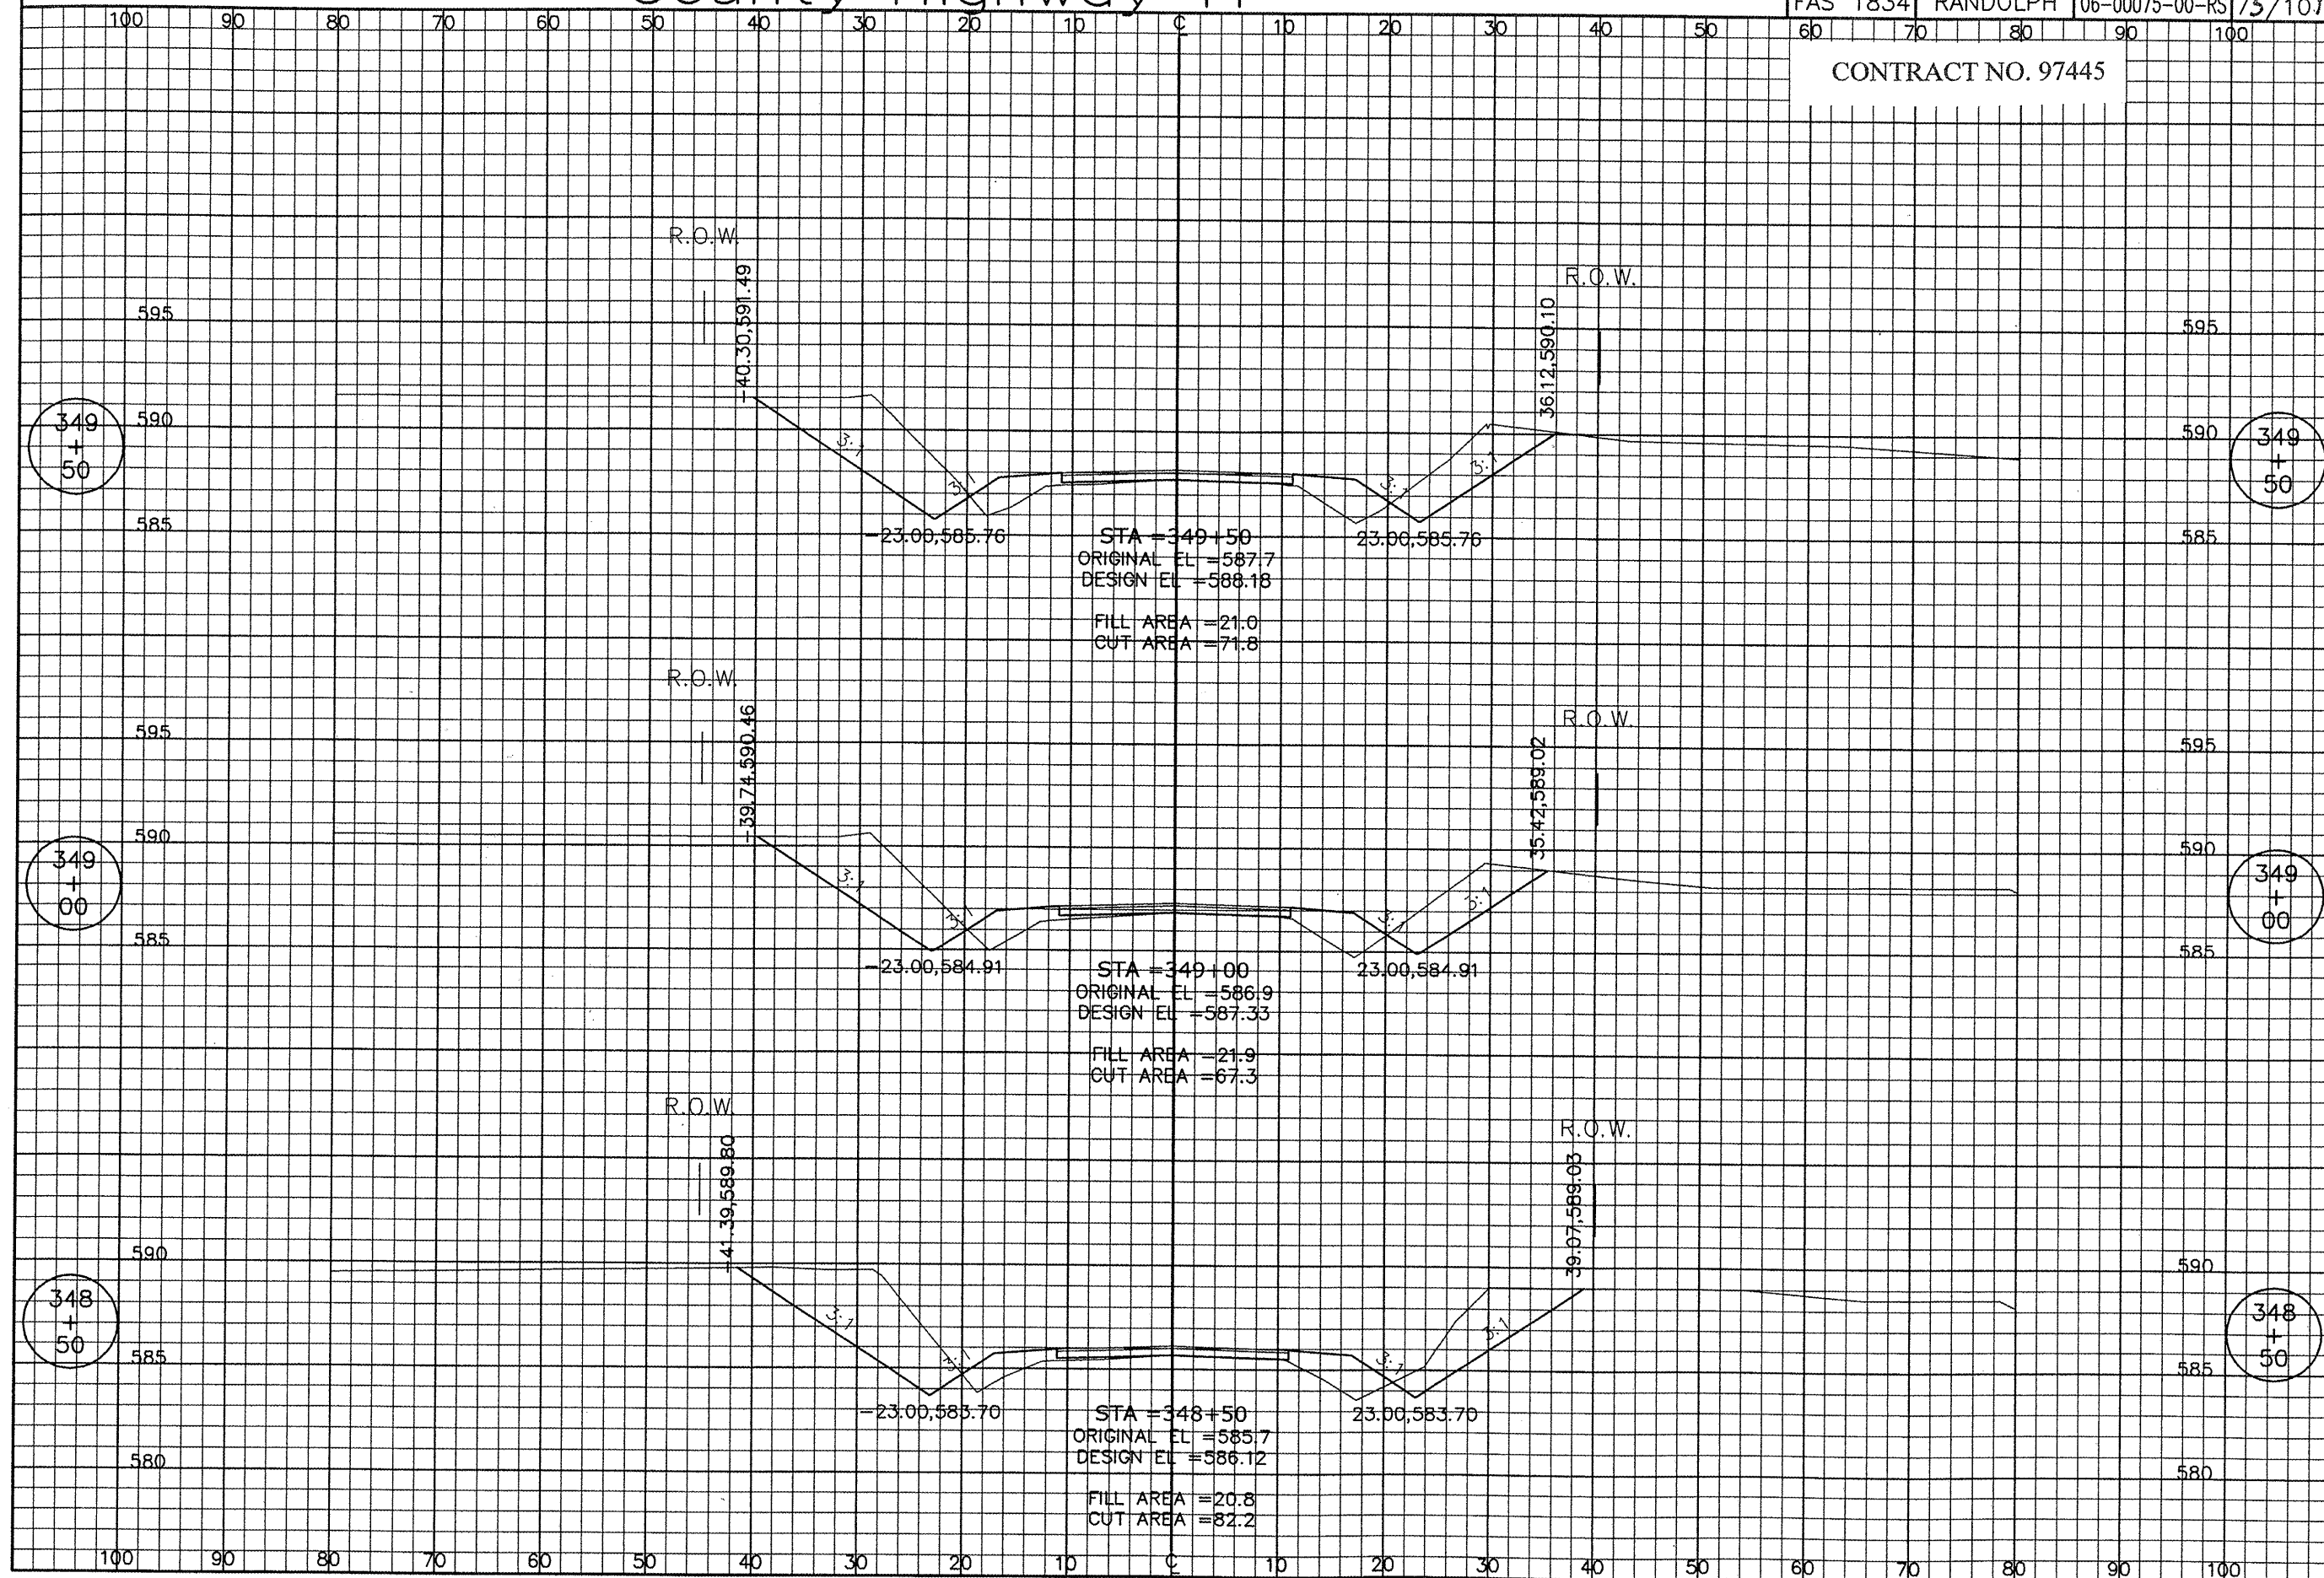 County Highway
FAS 1834 RANDOLPH 06-00075-00-RS
100 90 80 70 60 50 40 30 20 10 ℄ 10 20 30 40 50 60 70 80 90 100
CONTRACT NO. 97445
R.O.W. R.O.W.
-40.30,591.49
36.12,590.10
595 595
590 590
349 + 50
349 + 50
3:1 3:1 3:1 3:1
585 585
-23.00,585.76 23.00,585.76
STA =349+50
ORIGINAL EL =587.7
DESIGN EL =588.18
FILL AREA =21.0
CUT AREA =71.8
R.O.W. R.O.W.
-39.74,590.46
35.42,589.02
595 595
590 590
349 + 00
349 + 00
3:1 3:1 3:1 3:1
585 585
-23.00,584.91 23.00,584.91
STA =349+00
ORIGINAL EL =586.9
DESIGN EL =587.33
FILL AREA =21.9
CUT AREA =67.3
R.O.W. R.O.W.
-41.39,589.80
39.07,589.03
590 590
348 + 50
348 + 50
3:1 3:1 3:1 3:1
585 585
-23.00,583.70 23.00,583.70
STA =348+50
ORIGINAL EL =585.7
DESIGN EL =586.12
580 580
FILL AREA =20.8
CUT AREA =82.2
100 90 80 70 60 50 40 30 20 10 ℄ 10 20 30 40 50 60 70 80 90 100